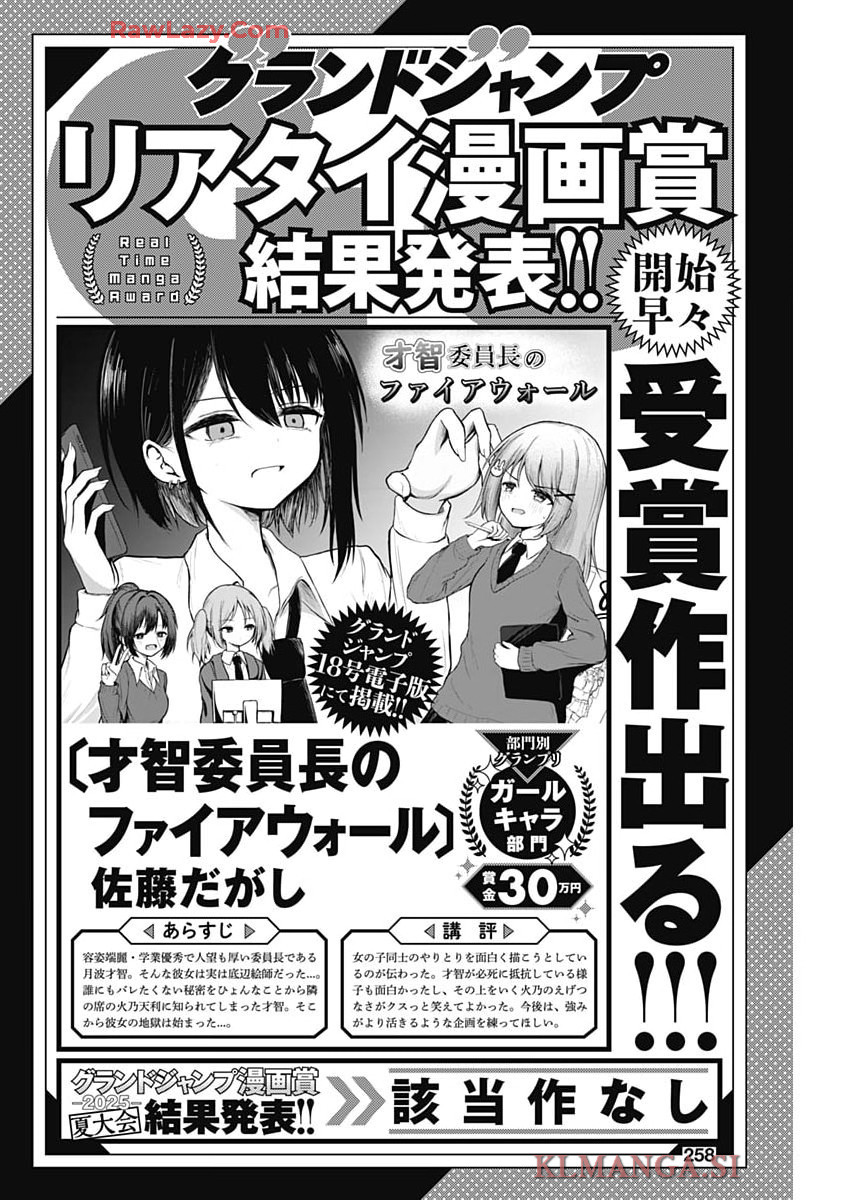 RawLazy.Com
グランドジャンプ
リアタイ漫画賞
結果発表!!
Real
Time
Manga
Award
開始
早々
受賞作出る!!!
才智委員長の
ファイアウォール
グランド
ジャンプ
18号電子版
にて掲載!!
〔才智委員長の
ファイアウォール〕
佐藤だがし
部門別
グランプリ
ガール
キャラ
部門
賞金30万円
あらすじ
容姿端麗・学業優秀で人望も厚い委員長である
月波才智。そんな彼女は実は底辺絵師だった…。
誰にもバレたくない秘密をひょんなことから隣
の席の火乃天利に知られてしまった才智。そこ
から彼女の地獄は始まった…。
講評
女の子同士のやりとりを面白く描こうとしてい
るのが伝わった。才智が必死に抵抗している様
子も面白かったし、その上をいく火乃のえげつ
なさがクスっと笑えてよかった。今後は、強み
がより活きるような企画を練ってほしい。
グランドジャンプ漫画賞
-2025-
夏大会
結果発表!!
該当作なし
258
KLMANGA.SI